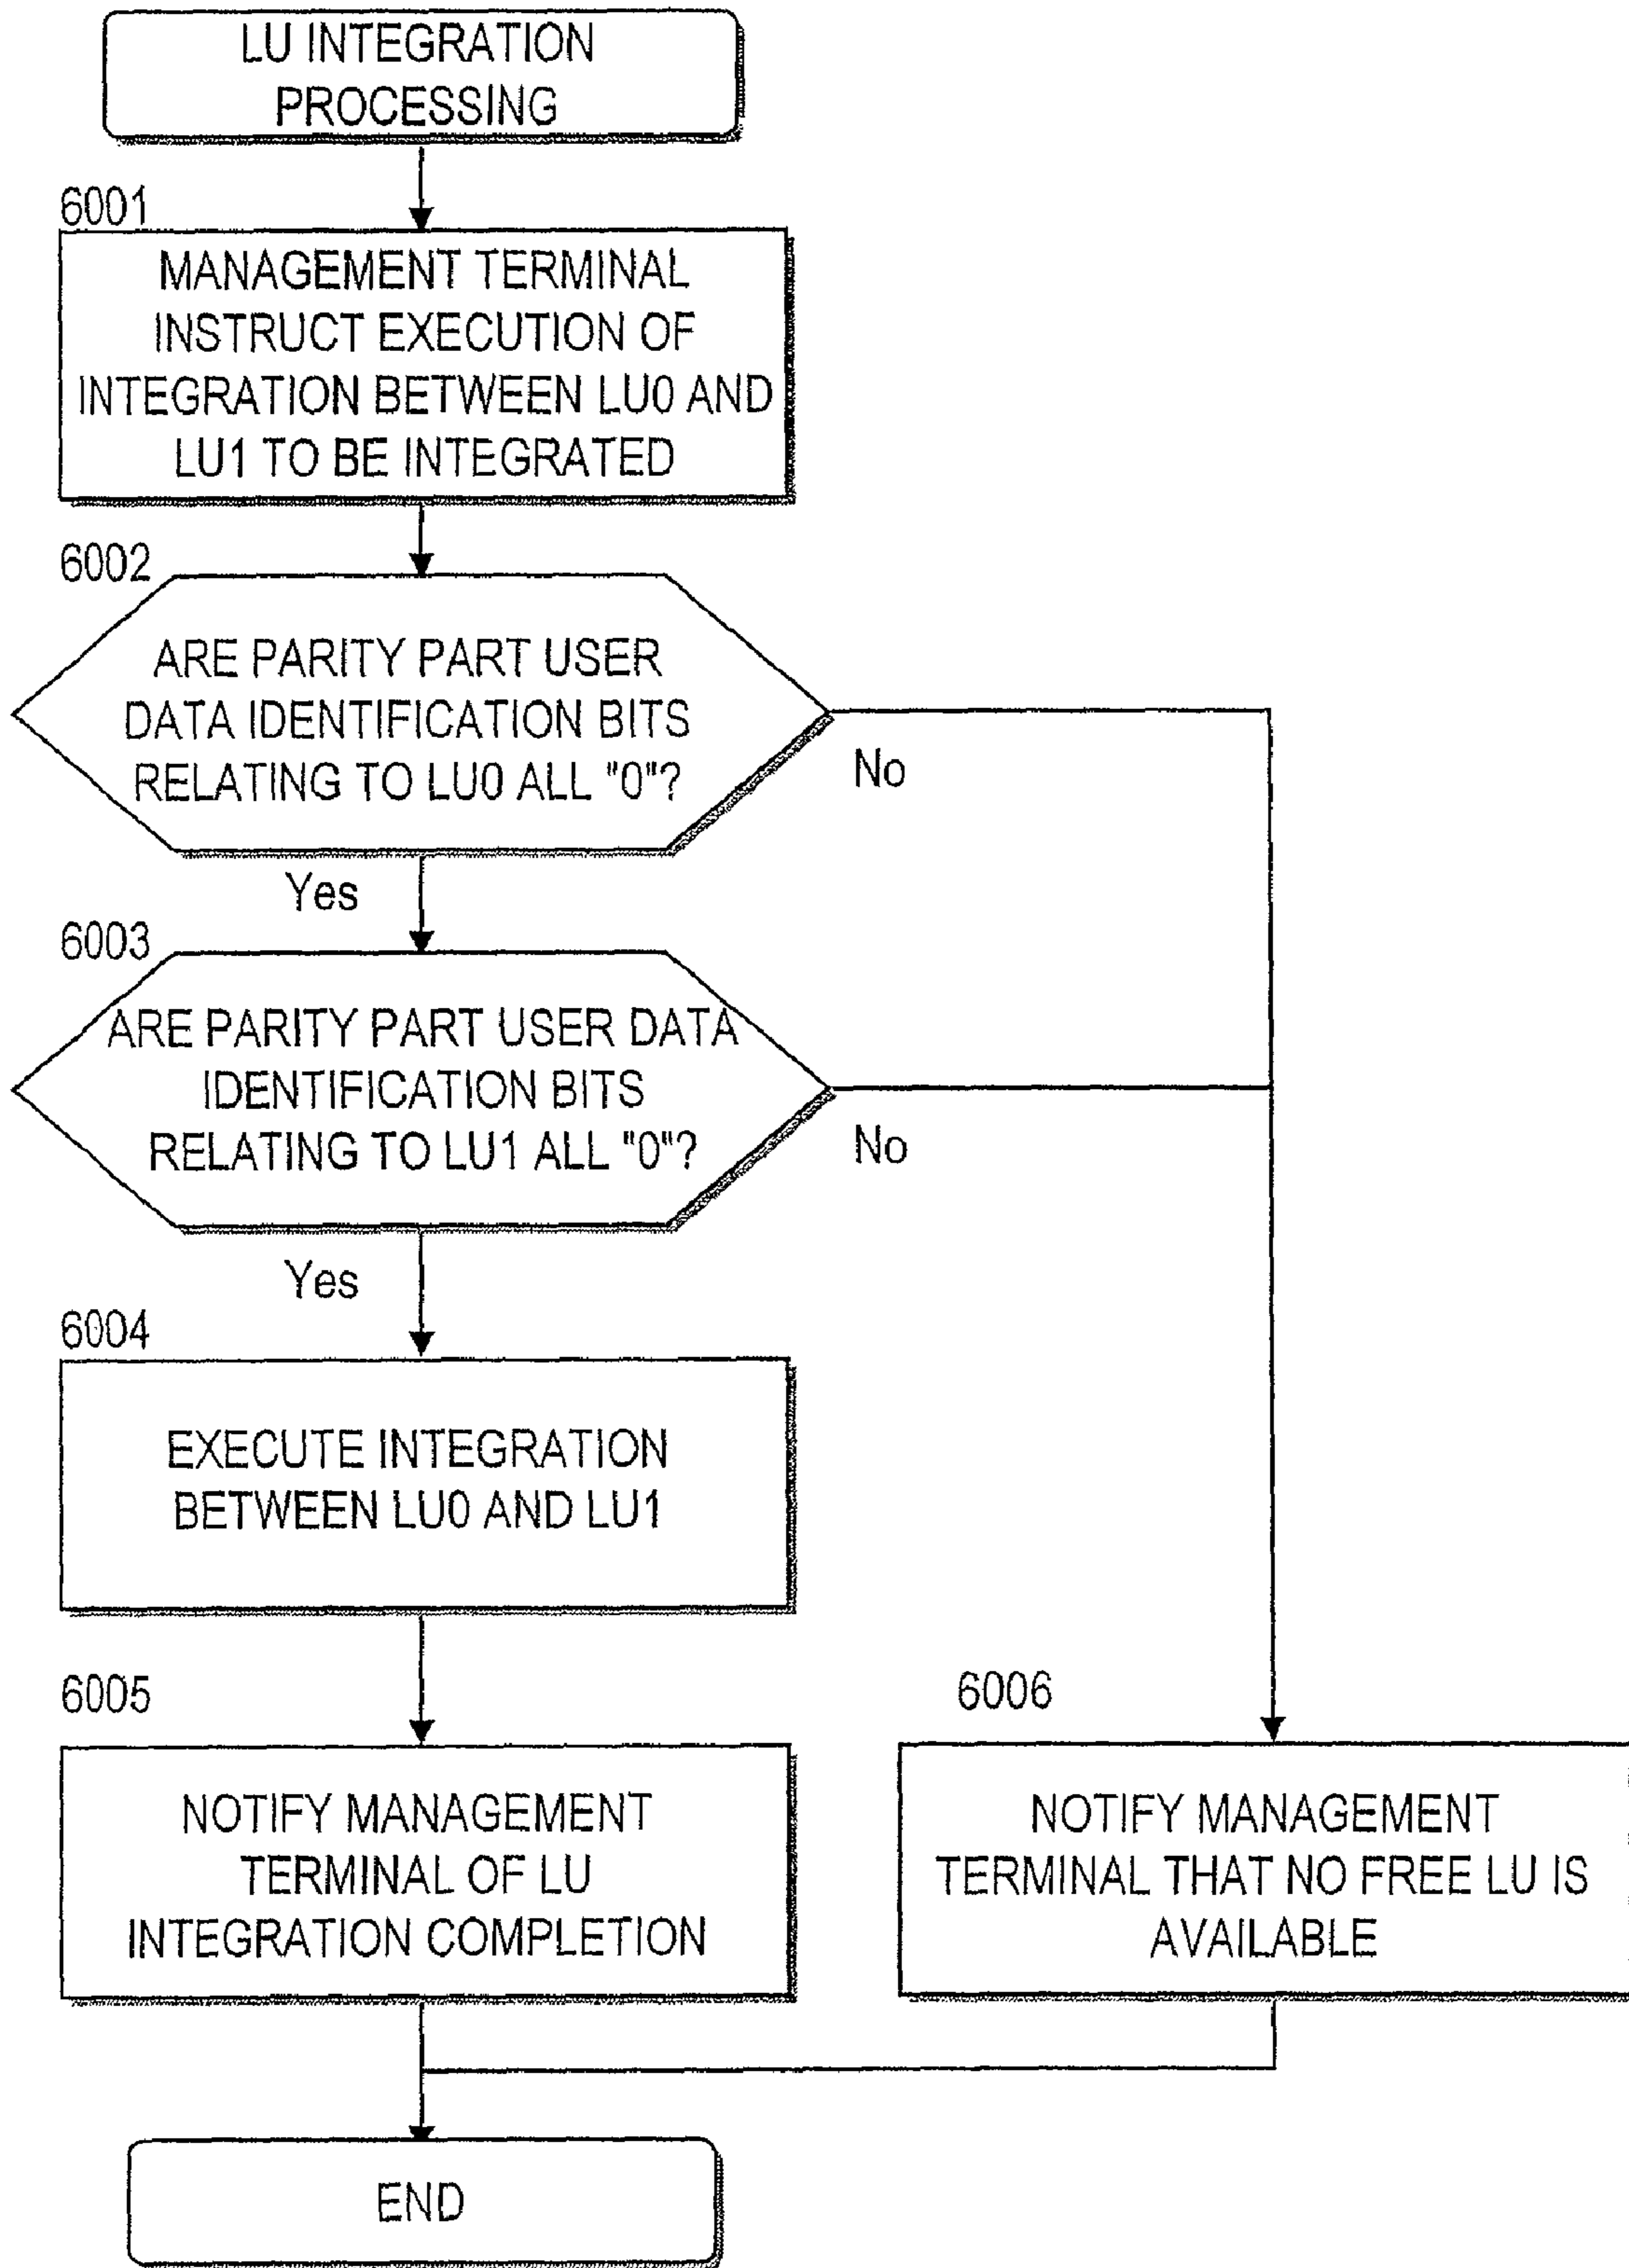 LU INTEGRATION
PROCESSING
6001
MANAGEMENT TERMINAL
INSTRUCT EXECUTION OF
INTEGRATION BETWEEN LU0 AND
LU1 TO BE INTEGRATED
6002
ARE PARITY PART USER
DATA IDENTIFICATION BITS
RELATING TO LU0 ALL "0"?
No
Yes
6003
ARE PARITY PART USER DATA
IDENTIFICATION BITS
RELATING TO LU1 ALL "0"?
No
Yes
6004
EXECUTE INTEGRATION
BETWEEN LU0 AND LU1
6005
NOTIFY MANAGEMENT
TERMINAL OF LU
INTEGRATION COMPLETION
6006
NOTIFY MANAGEMENT
TERMINAL THAT NO FREE LU IS
AVAILABLE
END